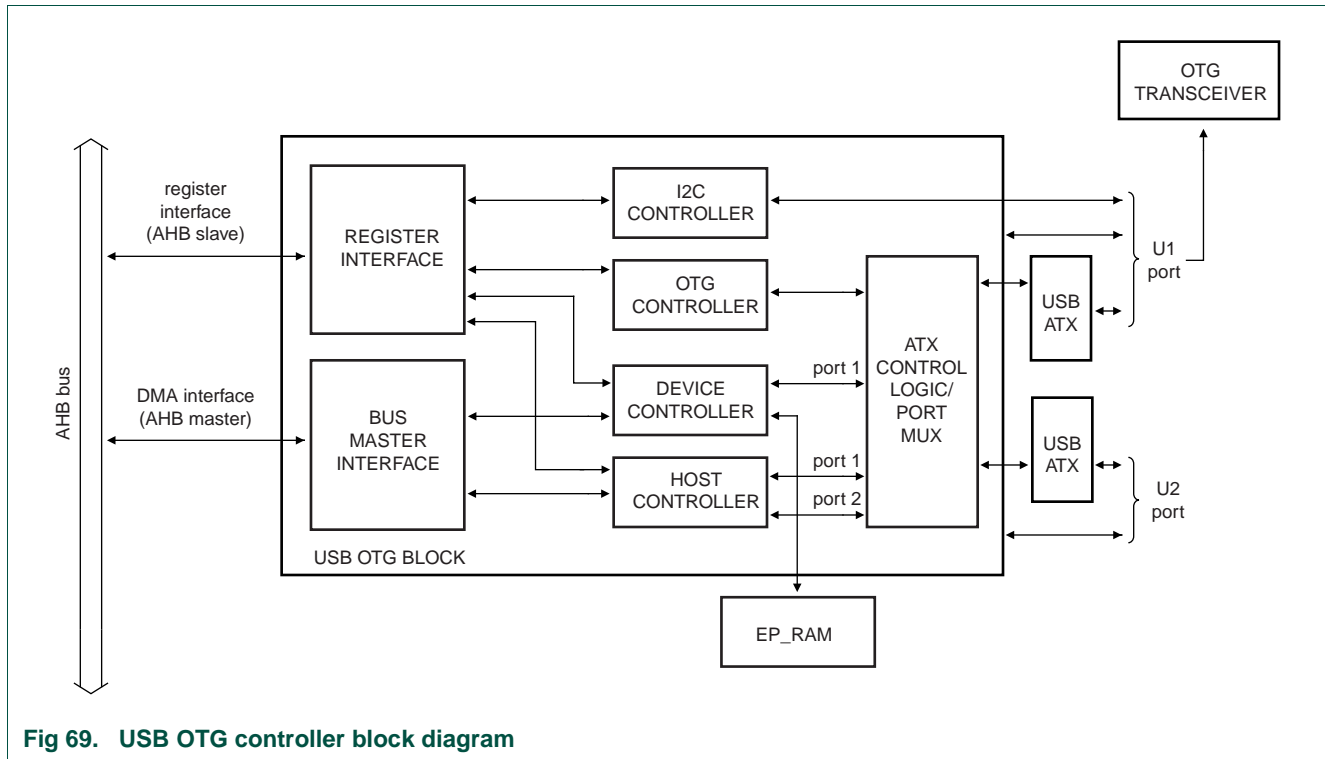 OTG
TRANSCEIVER
AHB bus
register
interface
(AHB slave)
DMA interface
(AHB master)
REGISTER
INTERFACE
BUS
MASTER
INTERFACE
I2C
CONTROLLER
OTG
CONTROLLER
DEVICE
CONTROLLER
HOST
CONTROLLER
port 1
port 1
port 2
ATX
CONTROL
LOGIC/
PORT
MUX
USB
ATX
USB
ATX
U1
port
U2
port
USB OTG BLOCK
EP_RAM
Fig 69. USB OTG controller block diagram